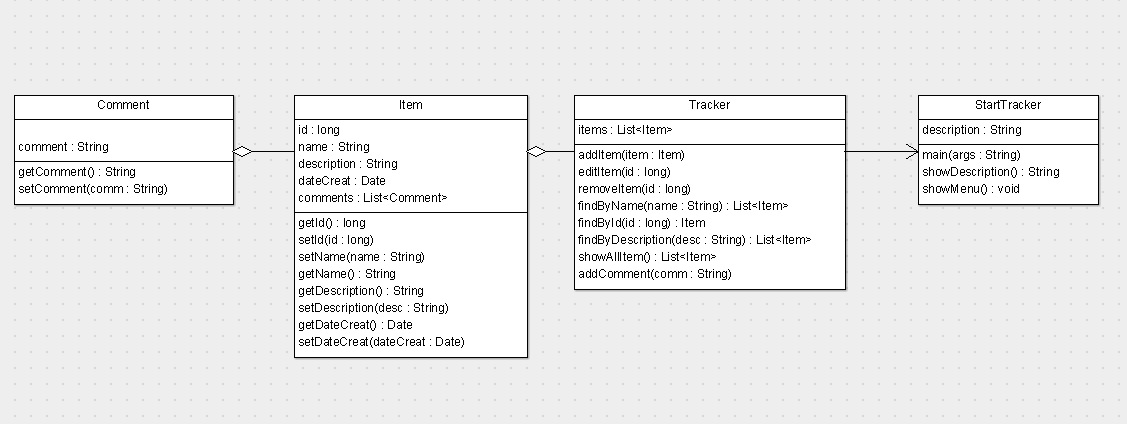 Comment
comment : String
getComment() : String
setComment(comm : String)
Item
id : long
name : String
description : String
dateCreat : Date
comments : List<Comment>
getId() : long
setId(id : long)
setName(name : String)
getName() : String
getDescription() : String
setDescription(desc : String)
getDateCreat() : Date
setDateCreat(dateCreat : Date)
Tracker
items : List<Item>
addItem(item : Item)
editItem(id : long)
removeItem(id : long)
findByName(name : String) : List<Item>
findById(id : long) : Item
findByDescription(desc : String) : List<Item>
showAllItem() : List<Item>
addComment(comm : String)
StartTracker
description : String
main(args : String)
showDescription() : String
showMenu() : void